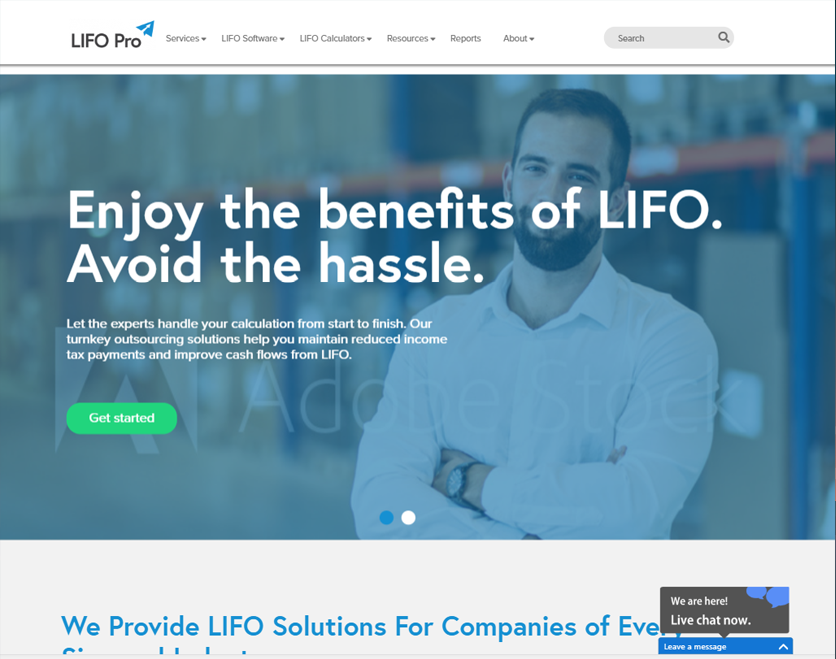 LIFO Pro
Services
LIFO Software
LIFO Calculators
Resources
Reports
About
Search
Enjoy the benefits of LIFO.
Avoid the hassle.
Let the experts handle your calculation from start to finish. Our
turnkey outsourcing solutions help you maintain reduced income
tax payments and improve cash flows from LIFO.
Adobe Stock
Get started
We are here!
Live chat now.
We Provide LIFO Solutions For Companies of Every
Leave a message